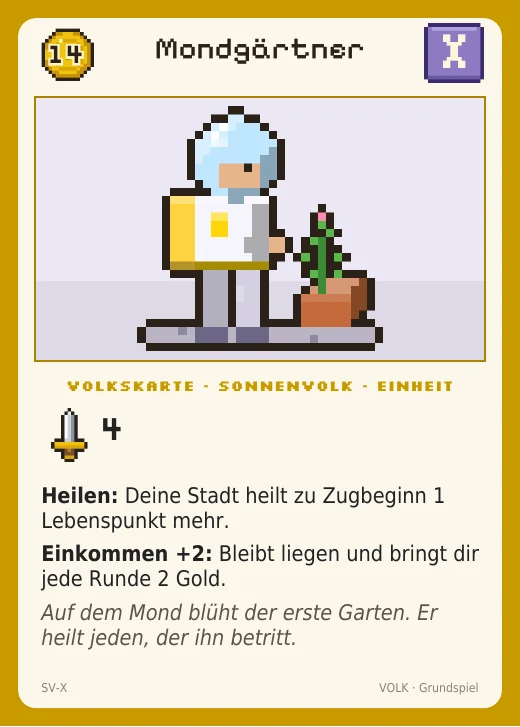 14
Mondgärtner
X
VOLKSKARTE - SONNENVOLK - EINHEIT
4
Heilen: Deine Stadt heilt zu Zugbeginn 1
Lebenspunkt mehr.
Einkommen +2: Bleibt liegen und bringt dir
jede Runde 2 Gold.
Auf dem Mond blüht der erste Garten. Er
heilt jeden, der ihn betritt.
SV-X
VOLK · Grundspiel